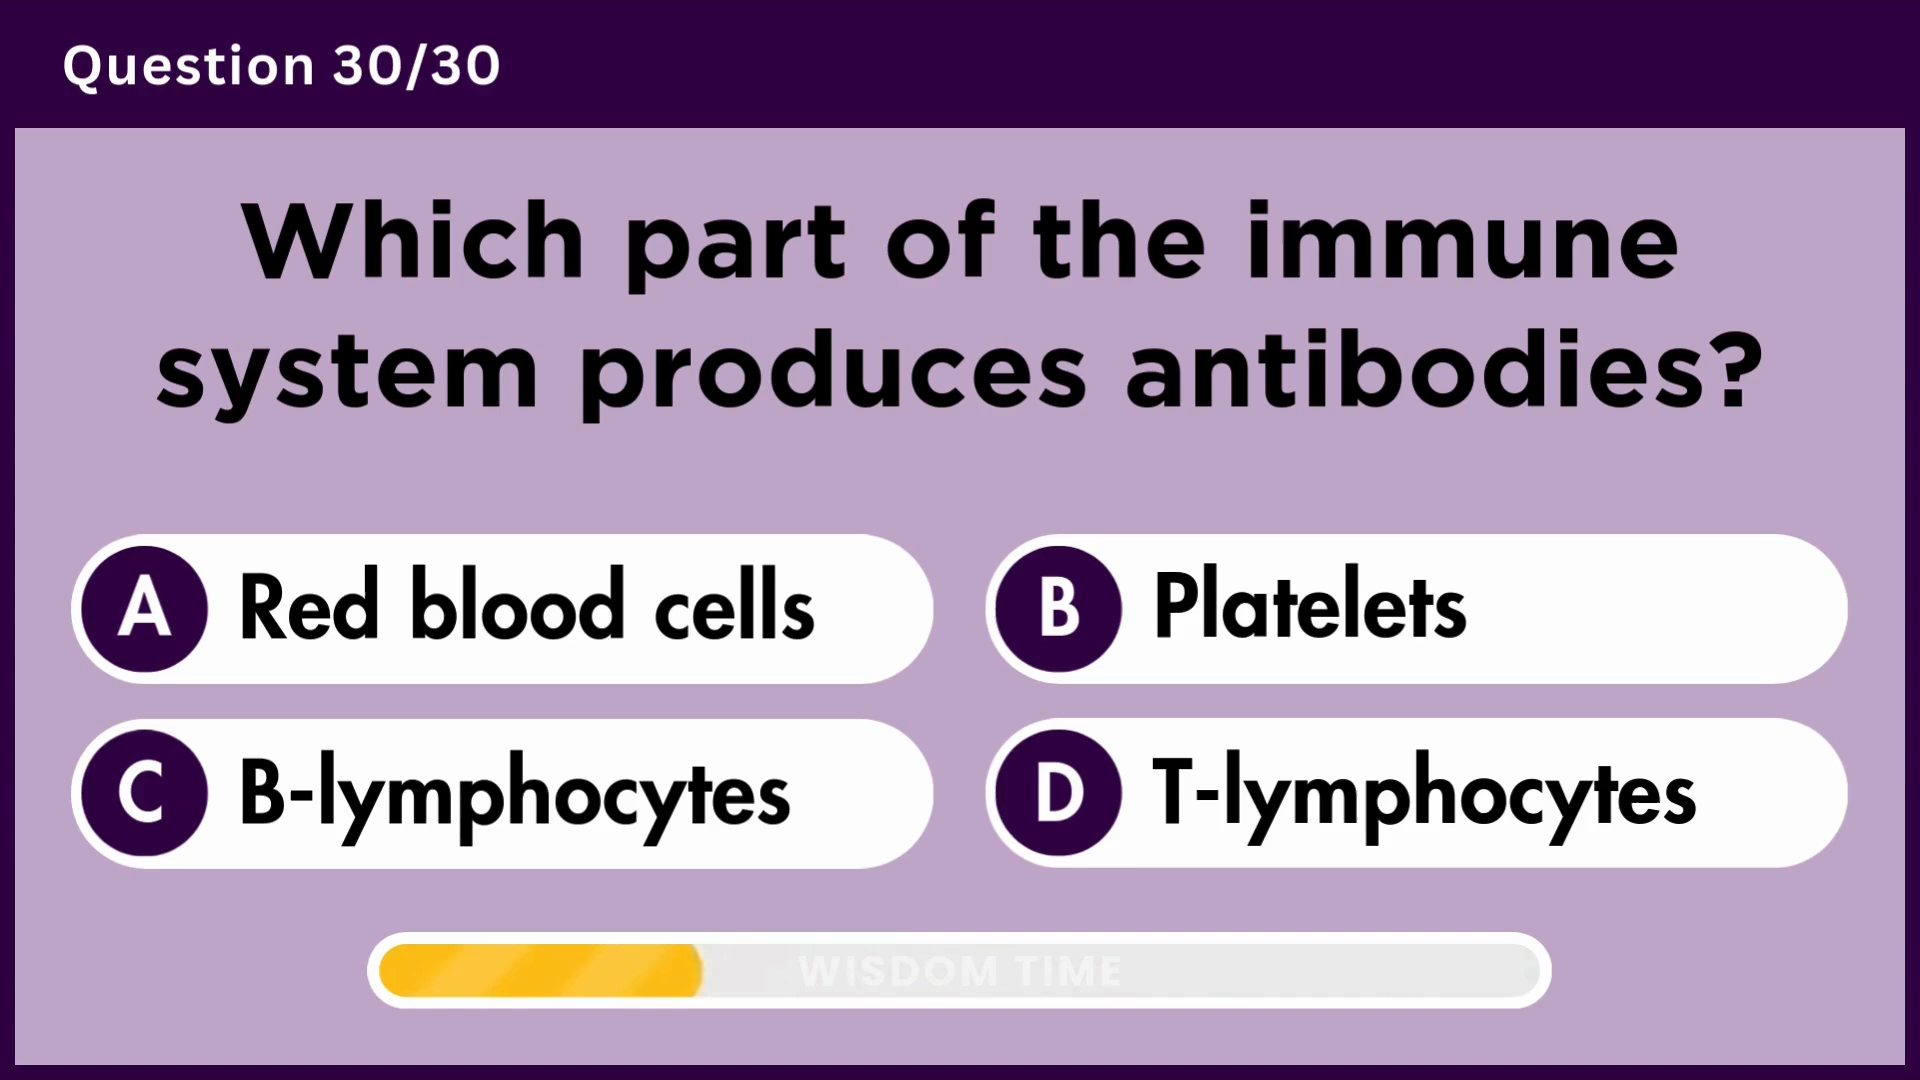 Question 30/30
Which part of the immune
system produces antibodies?
A Red blood cells
B Platelets
C B-lymphocytes
D T-lymphocytes
WISDOM TIME